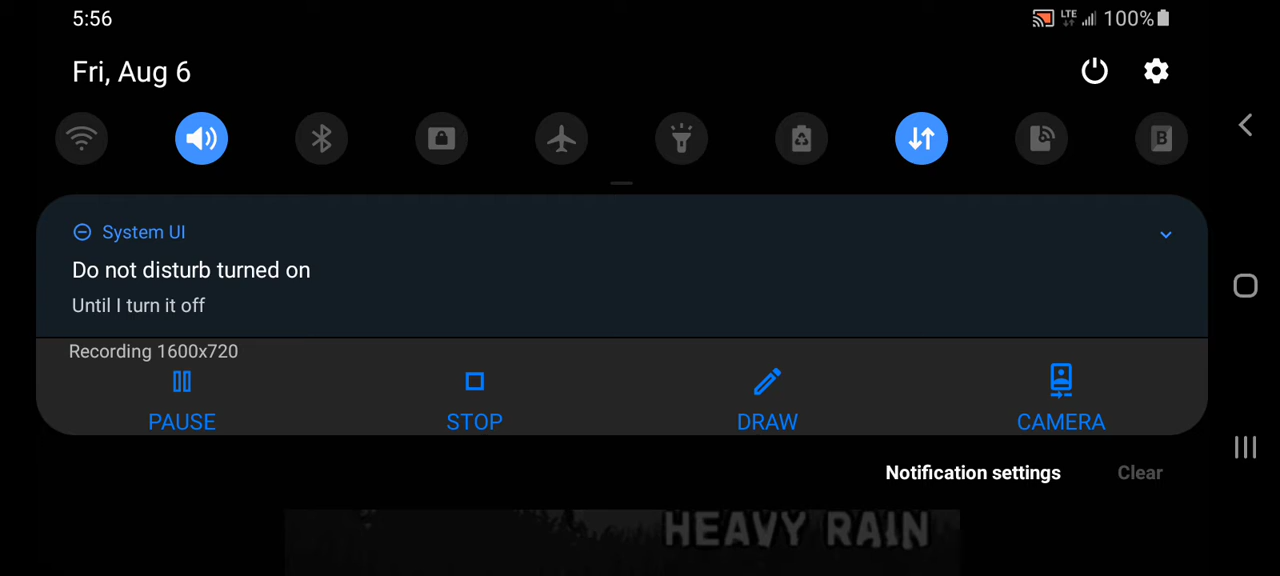 5:56
LTE 100%
Fri, Aug 6
B
System UI
Do not disturb turned on
Until I turn it off
Recording 1600x720
PAUSE STOP DRAW CAMERA
Notification settings Clear
HEAVY RAIN